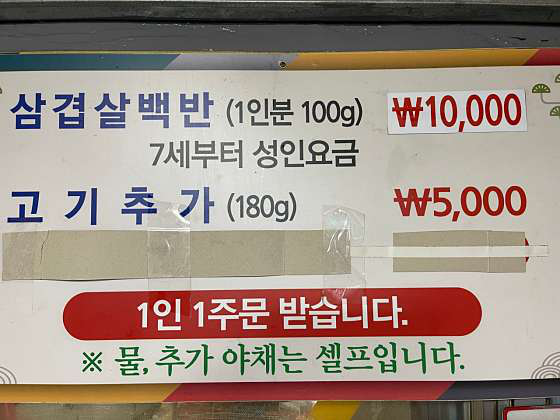 삼겹살백반 (1인분 100g) ₩10,000
7세부터 성인요금
고기추가 (180g) ₩5,000
1인 1주문 받습니다.
※ 물, 추가 야채는 셀프입니다.